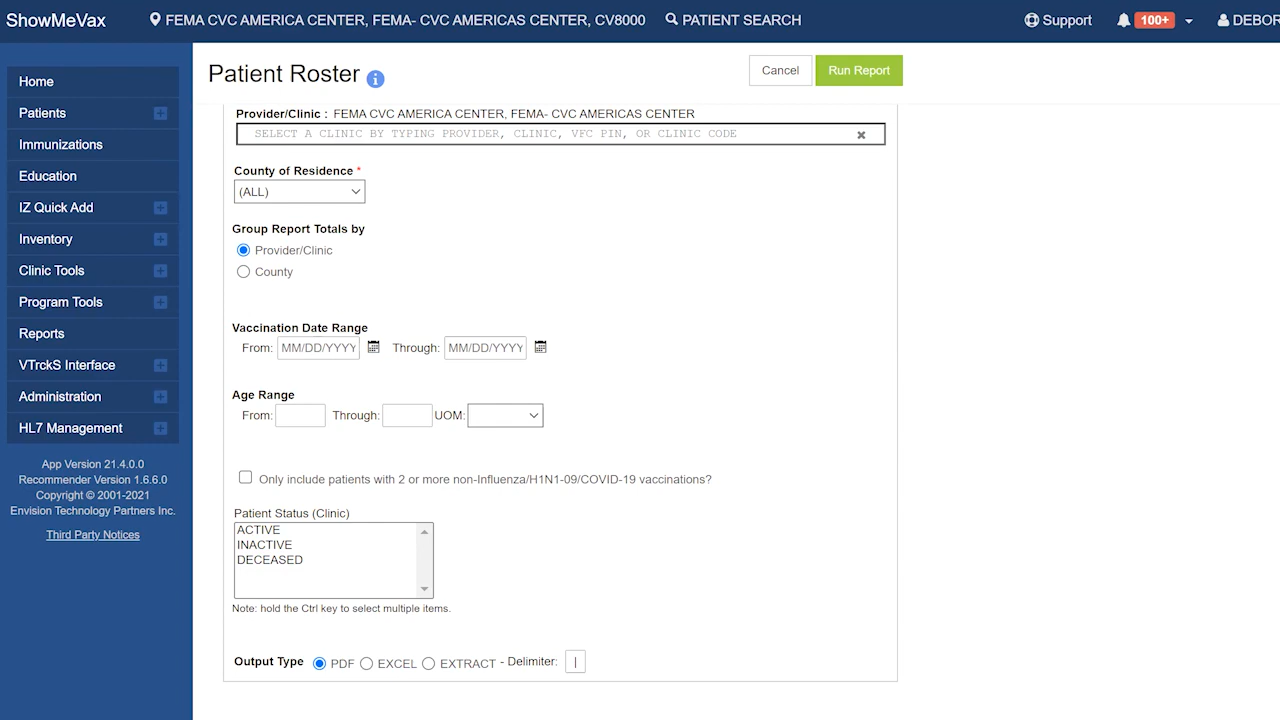 ShowMeVax
FEMA CVC AMERICA CENTER, FEMA- CVC AMERICAS CENTER, CV8000
PATIENT SEARCH
Support
100+
DEBOR
Home
Patients
Immunizations
Education
IZ Quick Add
Inventory
Clinic Tools
Program Tools
Reports
VTrckS Interface
Administration
HL7 Management
App Version 21.4.0.0
Recommender Version 1.6.6.0
Copyright © 2001-2021
Envision Technology Partners Inc.
Third Party Notices
Patient Roster
Cancel
Run Report
Provider/Clinic : FEMA CVC AMERICA CENTER, FEMA- CVC AMERICAS CENTER
SELECT A CLINIC BY TYPING PROVIDER, CLINIC, VFC PIN, OR CLINIC CODE
County of Residence *
(ALL)
Group Report Totals by
Provider/Clinic
County
Vaccination Date Range
From: MM/DD/YYYY Through: MM/DD/YYYY
Age Range
From: Through: UOM:
Only include patients with 2 or more non-Influenza/H1N1-09/COVID-19 vaccinations?
Patient Status (Clinic)
ACTIVE
INACTIVE
DECEASED
Note: hold the Ctrl key to select multiple items.
Output Type PDF EXCEL EXTRACT - Delimiter: |